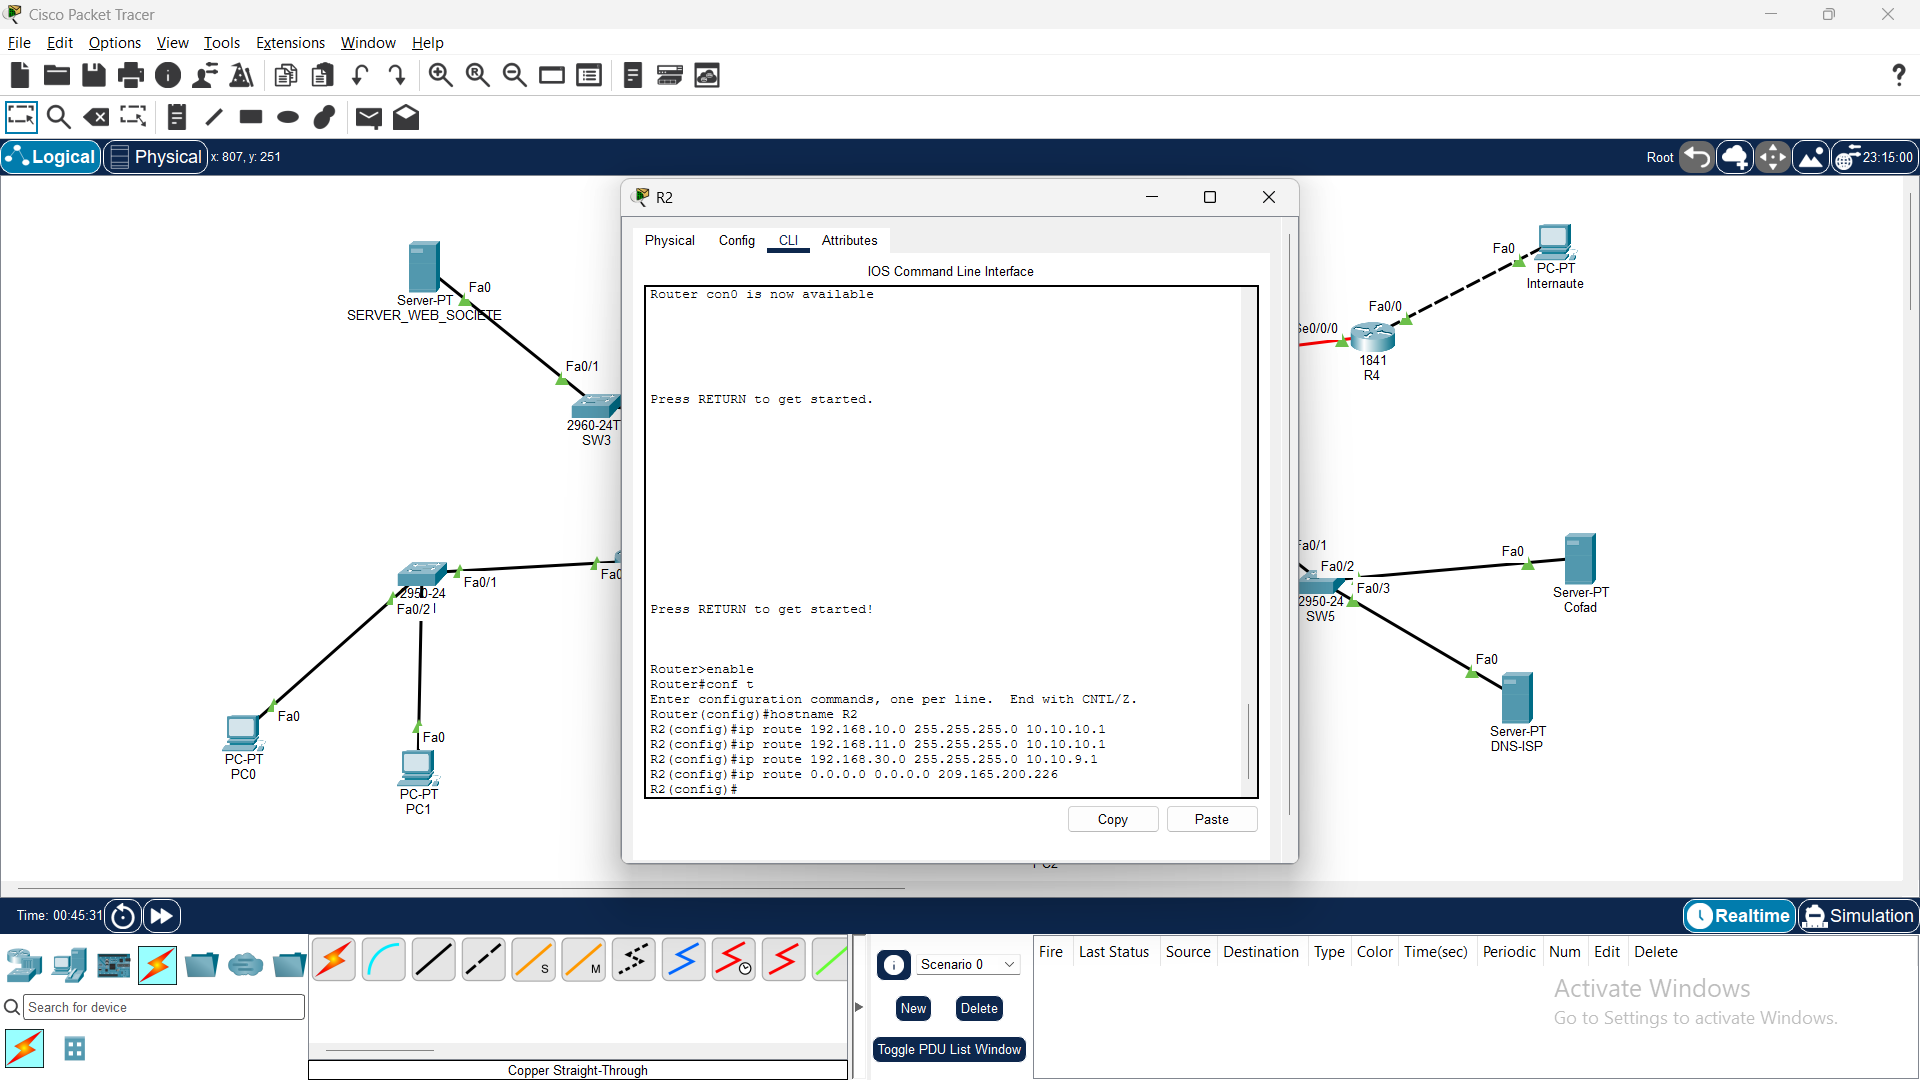 Cisco Packet Tracer
File Edit Options View Tools Extensions Window Help
Logical Physical x: 807, y: 251
Root 23:15:00
R2
Physical Config CLI Attributes
IOS Command Line Interface
Router con0 is now available
Press RETURN to get started.
Press RETURN to get started!
Router>enable
Router#conf t
Enter configuration commands, one per line. End with CNTL/Z.
Router(config)#hostname R2
R2(config)#ip route 192.168.10.0 255.255.255.0 10.10.10.1
R2(config)#ip route 192.168.11.0 255.255.255.0 10.10.10.1
R2(config)#ip route 192.168.30.0 255.255.255.0 10.10.9.1
R2(config)#ip route 0.0.0.0 0.0.0.0 209.165.200.226
R2(config)#
Copy Paste
Fa0
Server-PT
SERVER_WEB_SOCIETE
Fa0/1
2960-24T
SW3
Fa0/1
Fa0
2950-24
Fa0/2
Fa0
PC-PT
PC0
Fa0
PC-PT
PC1
Fa0
PC-PT
Internaute
Fa0/0
Se0/0/0
1841
R4
Fa0/1
Fa0/2
Fa0/3
2950-24
SW5
Fa0
Server-PT
Cofad
Fa0
Server-PT
DNS-ISP
PC2
Time: 00:45:31
Realtime Simulation
Search for device
S M
Copper Straight-Through
Scenario 0
New Delete
Toggle PDU List Window
Fire Last Status Source Destination Type Color Time(sec) Periodic Num Edit Delete
Activate Windows
Go to Settings to activate Windows.